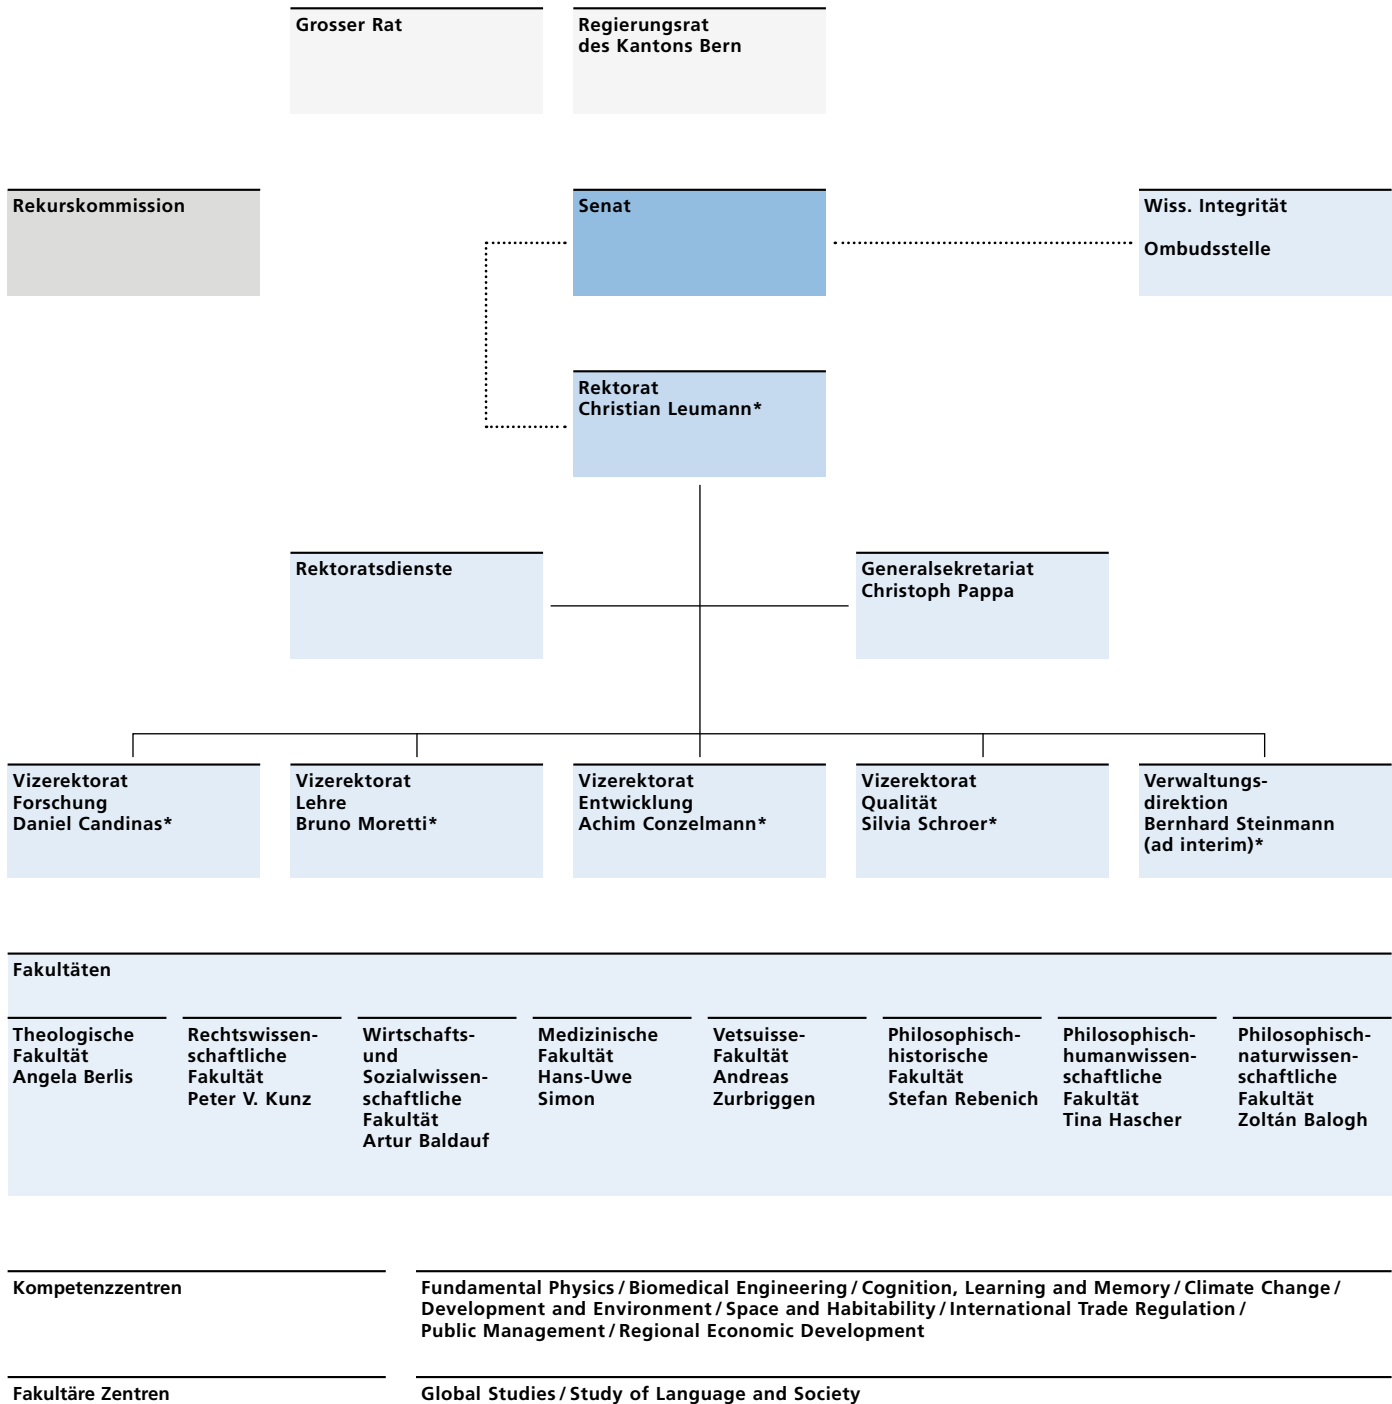 Grosser Rat
Regierungsrat
des Kantons Bern
Rekurskommission
Senat
Wiss. Integrität
Ombudsstelle
Rektorat
Christian Leumann*
Rektoratsdienste
Generalsekretariat
Christoph Pappa
Vizerektorat
Forschung
Daniel Candinas*
Vizerektorat
Lehre
Bruno Moretti*
Vizerektorat
Entwicklung
Achim Conzelmann*
Vizerektorat
Qualität
Silvia Schroer*
Verwaltungs-
direktion
Bernhard Steinmann
(ad interim)*
Fakultäten
Theologische
Fakultät
Angela Berlis
Rechtswissen-
schaftliche
Fakultät
Peter V. Kunz
Wirtschafts-
und
Sozialwissen-
schaftliche
Fakultät
Artur Baldauf
Medizinische
Fakultät
Hans-Uwe
Simon
Vetsuisse-
Fakultät
Andreas
Zurbriggen
Philosophisch-
historische
Fakultät
Stefan Rebenich
Philosophisch-
humanwissen-
schaftliche
Fakultät
Tina Hascher
Philosophisch-
naturwissen-
schaftliche
Fakultät
Zoltán Balogh
Kompetenzzentren
Fundamental Physics / Biomedical Engineering / Cognition, Learning and Memory / Climate Change /
Development and Environment / Space and Habitability / International Trade Regulation /
Public Management / Regional Economic Development
Fakultäre Zentren
Global Studies / Study of Language and Society